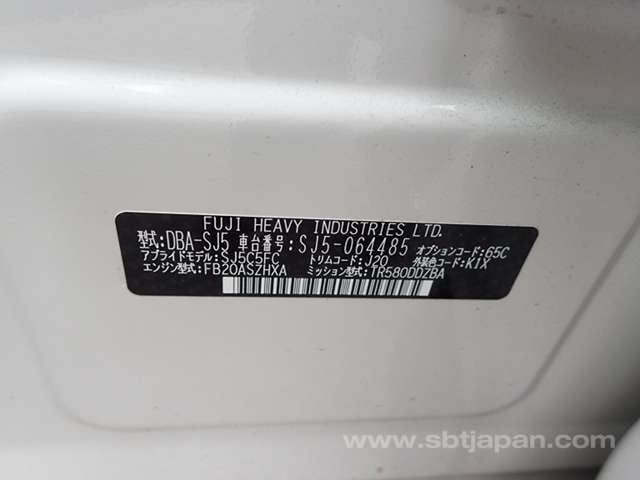 FUJI HEAVY INDUSTRIES LTD.
型式:DBA-SJ5 車台番号:SJ5-064485 オプションコード:65C
アプライドモデル:SJ5C5FC トリムコード:J20 外装色コード:K1X
エンジン型式:FB20ASZHXA ミッション型式:TR580DDZBA
www.sbtjapan.com